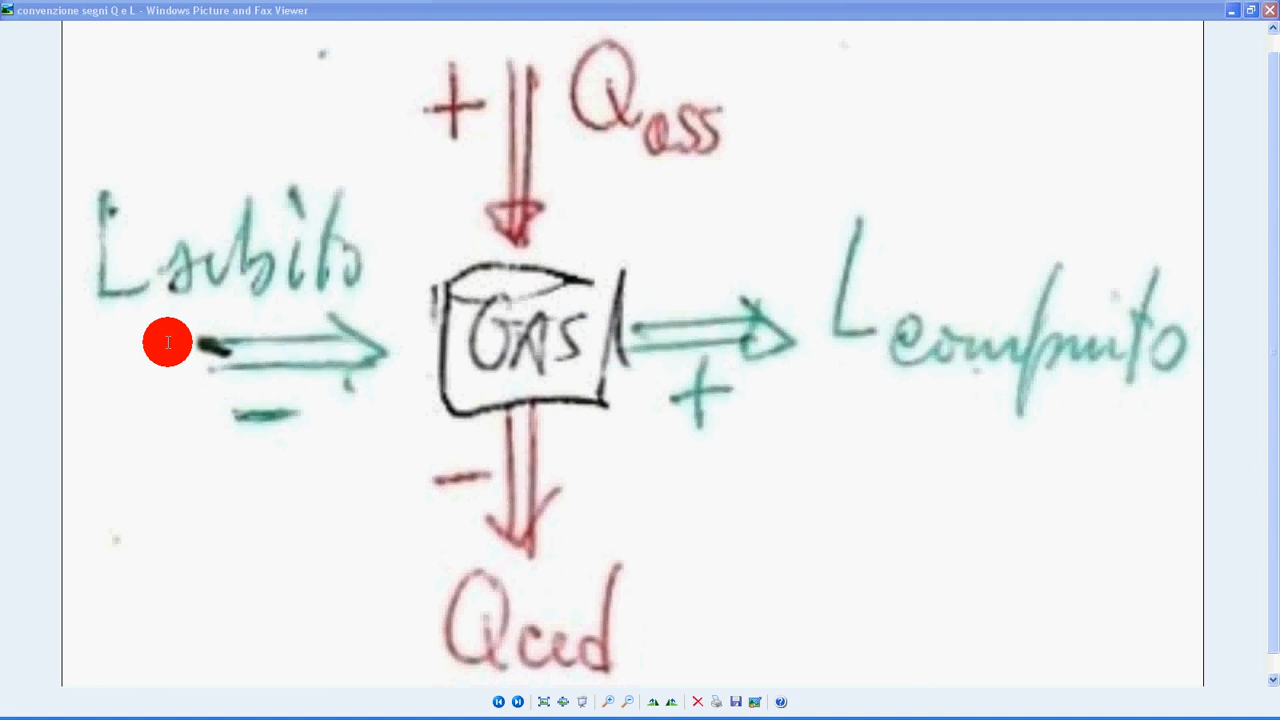 convenzione segni Q e L - Windows Picture and Fax Viewer
+ Qass
Lsubito
GAS
Lcompiuto
-
+
-
Qced